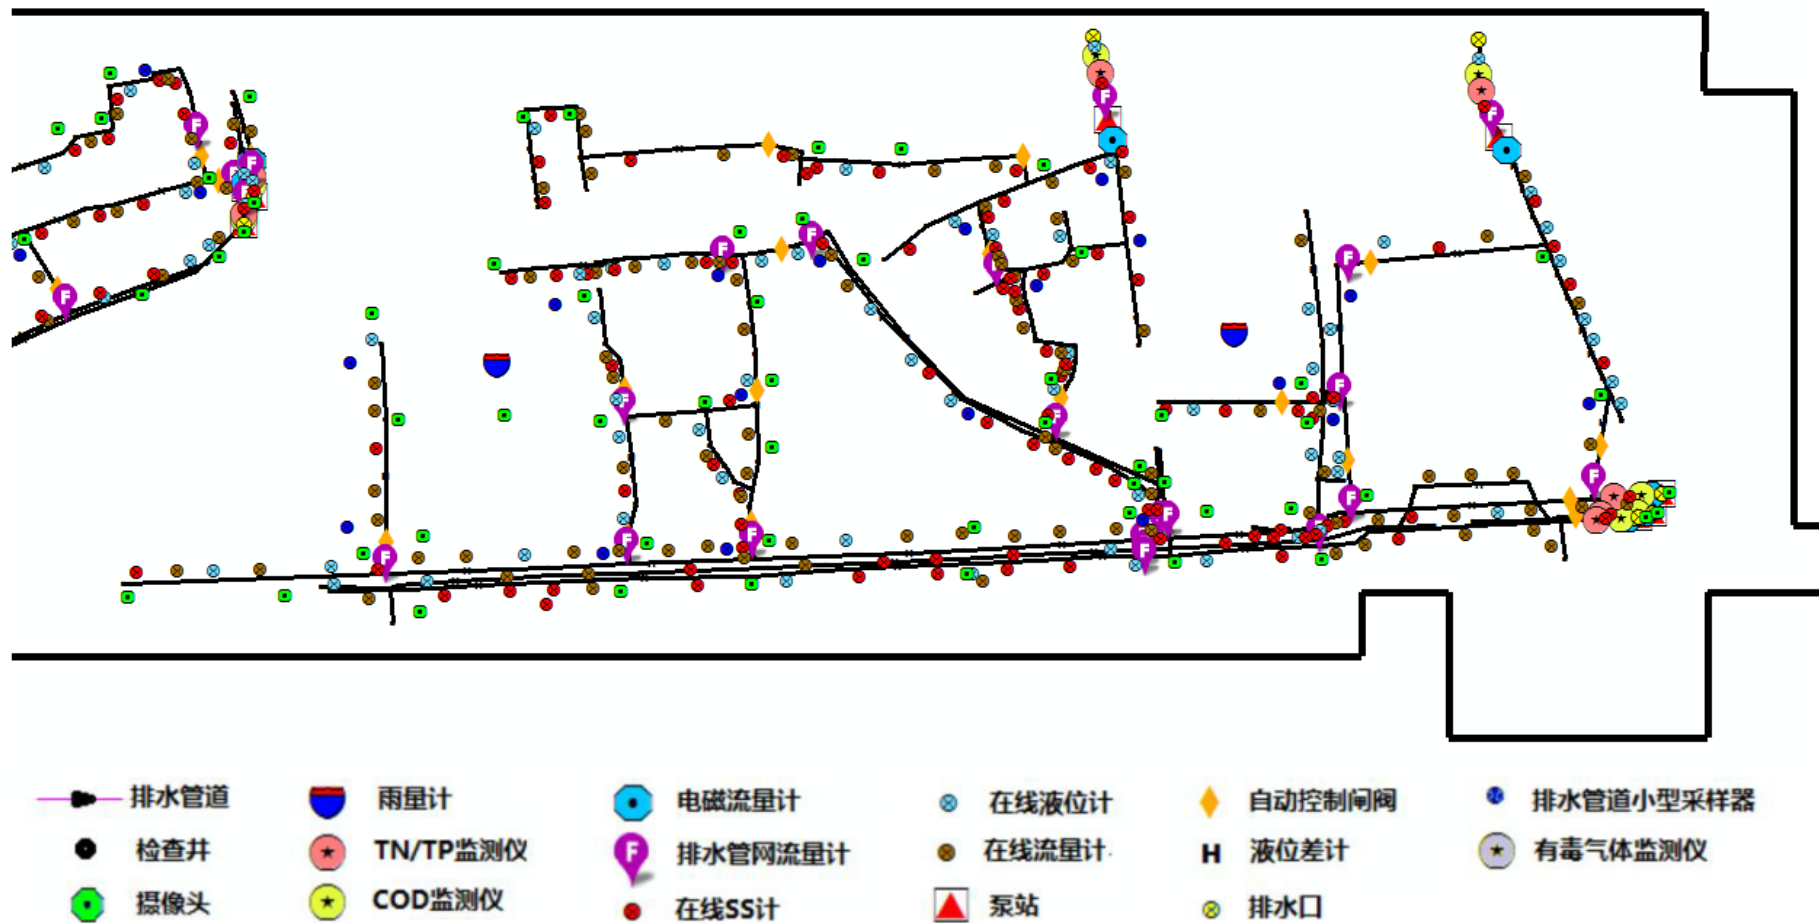 排水管道 雨量计 电磁流量计 在线液位计 自动控制闸阀 排水管道小型采样器
检查井 TN/TP监测仪 排水管网流量计 在线流量计 H 液位差计 有毒气体监测仪
摄像头 COD监测仪 在线SS计 泵站 排水口